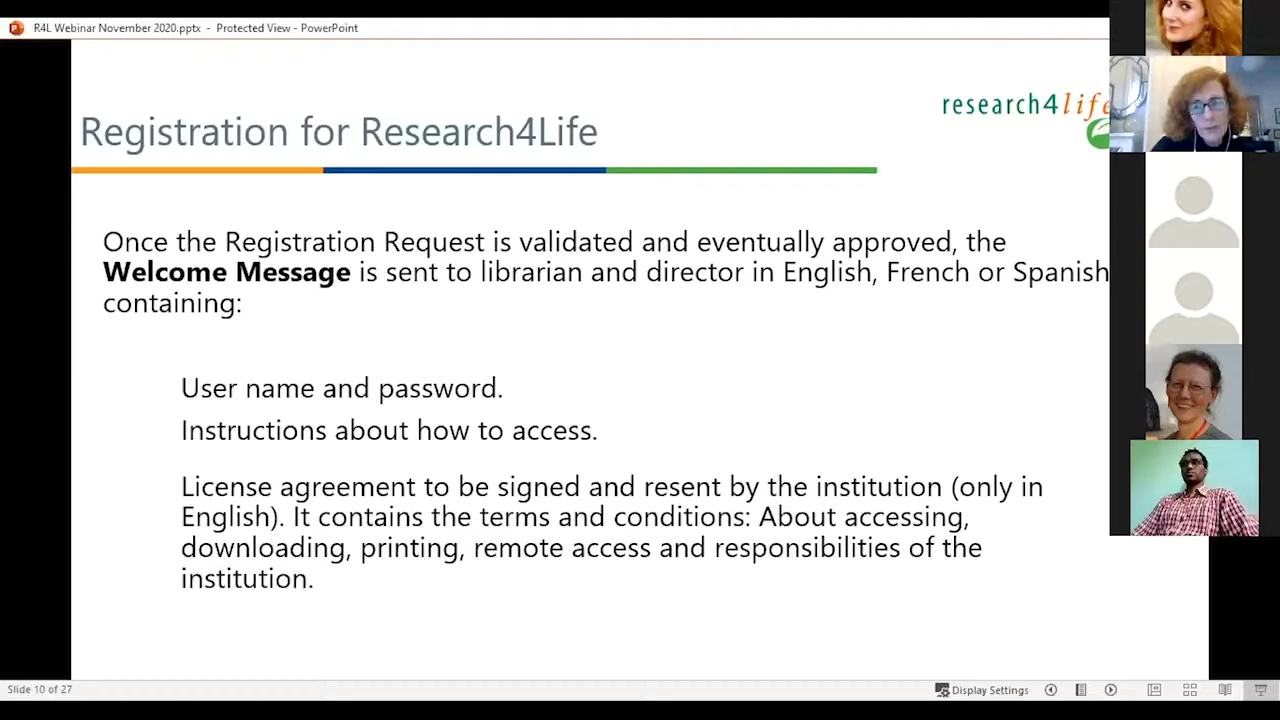 R4L Webinar November 2020.pptx - Protected View - PowerPoint
research4life
Registration for Research4Life
Once the Registration Request is validated and eventually approved, the
Welcome Message is sent to librarian and director in English, French or Spanish
containing:
User name and password.
Instructions about how to access.
License agreement to be signed and resent by the institution (only in
English). It contains the terms and conditions: About accessing,
downloading, printing, remote access and responsibilities of the
institution.
Slide 10 of 27
Display Settings